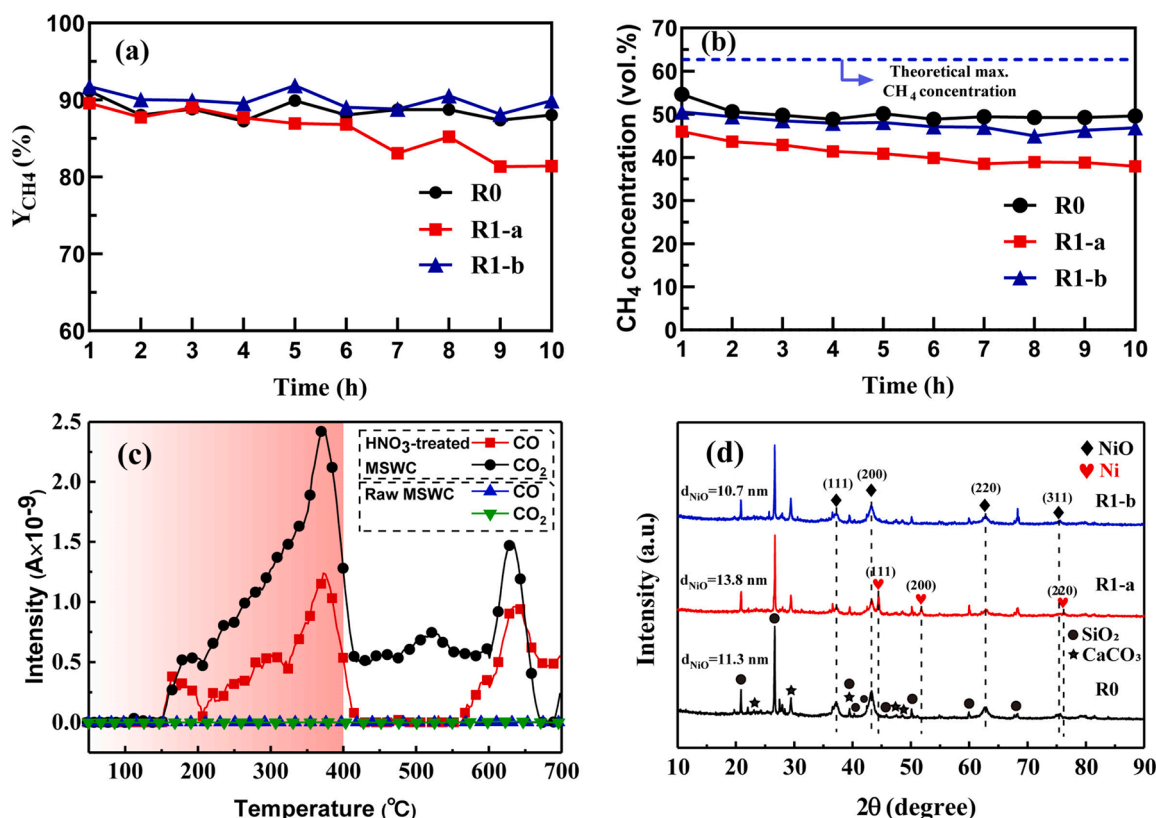 (a)
100
90
80
70
60
Y_CH4 (%)
R0
R1-a
R1-b
1 2 3 4 5 6 7 8 9 10
Time (h)
(b)
70
60
50
40
30
20
10
0
CH₄ concentration (vol.%)
Theoretical max.
CH₄ concentration
R0
R1-a
R1-b
1 2 3 4 5 6 7 8 9 10
Time (h)
(c)
2.5
2.0
1.5
1.0
0.5
0.0
Intensity (A×10⁻⁹)
HNO₃-treated CO
MSWC CO₂
Raw MSWC CO
CO₂
100 200 300 400 500 600 700
Temperature (℃)
(d)
Intensity (a.u.)
NiO
Ni
d_NiO=10.7 nm
(111)
(200)
(220)
(311)
R1-b
d_NiO=13.8 nm
(111)
(200)
(220)
R1-a
d_NiO=11.3 nm
SiO₂
CaCO₃
R0
10 20 30 40 50 60 70 80 90
2θ (degree)